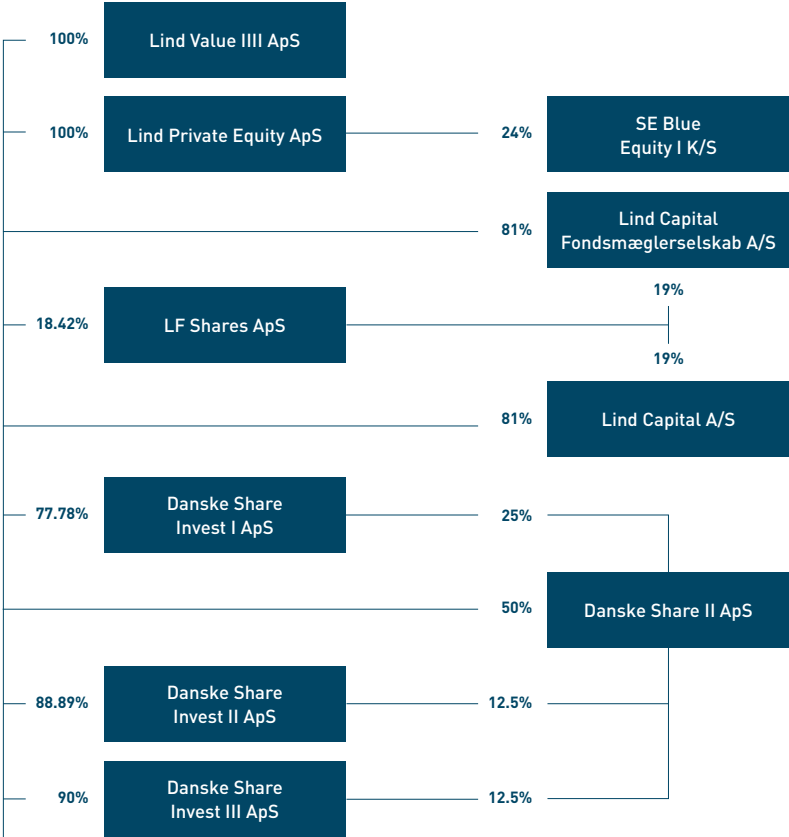 100%
Lind Value IIII ApS
100%
Lind Private Equity ApS
24%
SE Blue
Equity I K/S
81%
Lind Capital
Fondsmæglerselskab A/S
19%
18.42%
LF Shares ApS
19%
81%
Lind Capital A/S
77.78%
Danske Share
Invest I ApS
25%
50%
Danske Share II ApS
88.89%
Danske Share
Invest II ApS
12.5%
90%
Danske Share
Invest III ApS
12.5%